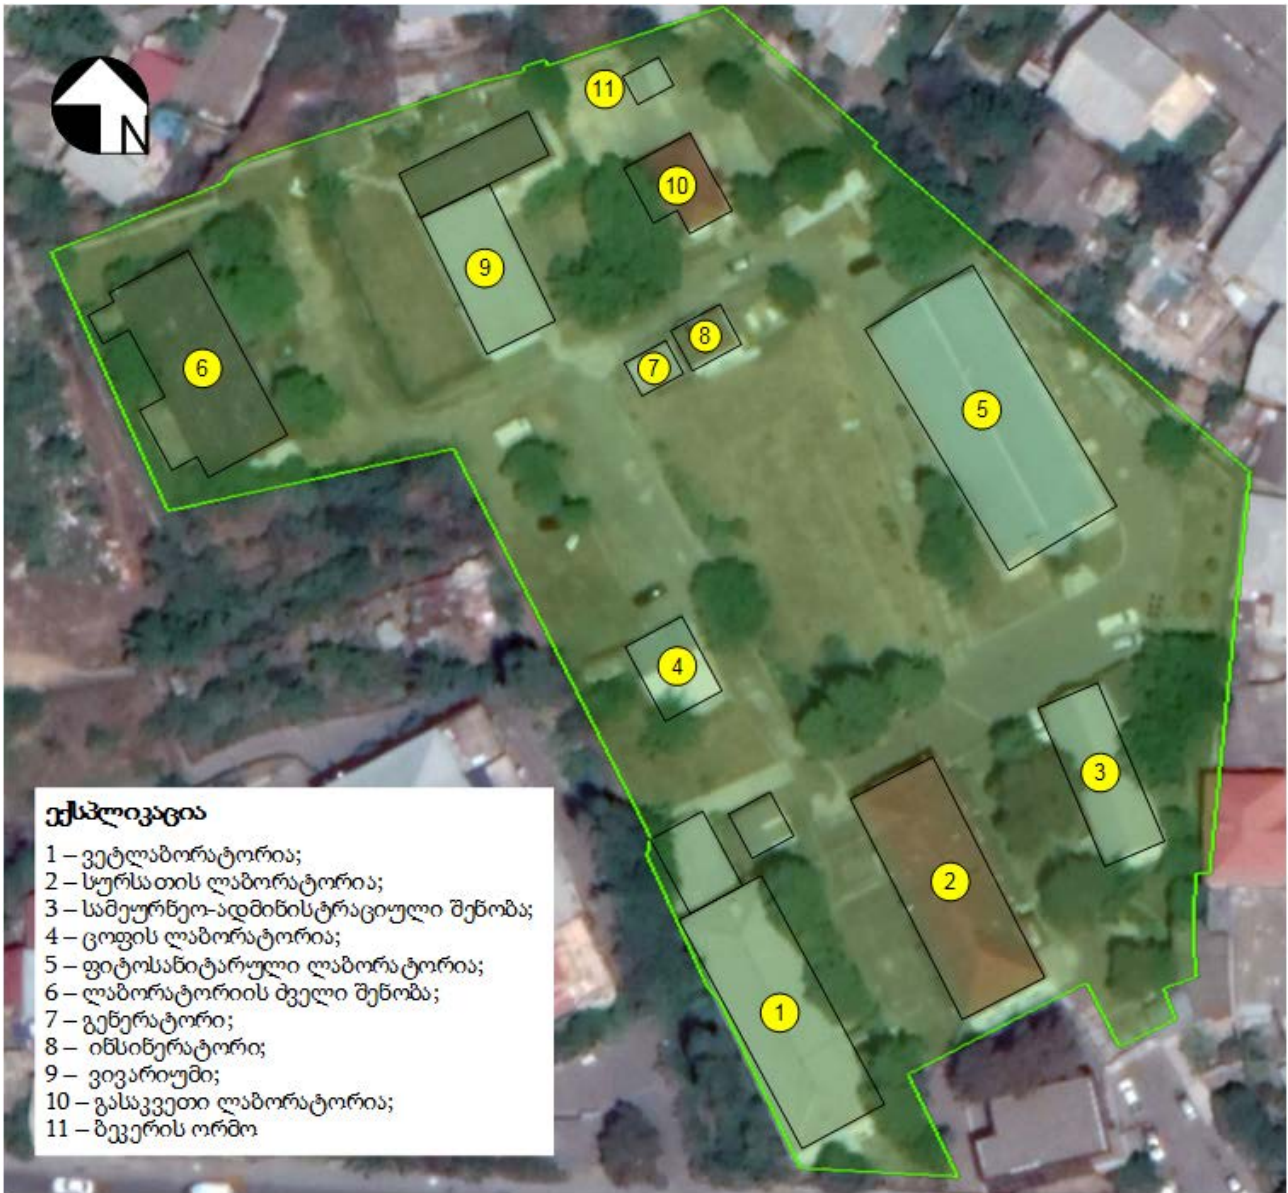 N
11
10
9
8
7
6
5
4
3
2
1
ექსპლიკაცია
1 – ვეტლაბორატორია;
2 – სურსათის ლაბორატორია;
3 – სამეურნეო-ადმინისტრაციული შენობა;
4 – ცოფის ლაბორატორია;
5 – ფიტოსანიტარული ლაბორატორია;
6 – ლაბორატორიის ძველი შენობა;
7 – გენერატორი;
8 – ინსინერატორი;
9 – ვივარიუმი;
10 – გასაკვეთი ლაბორატორია;
11 – ბეკერის ორმო